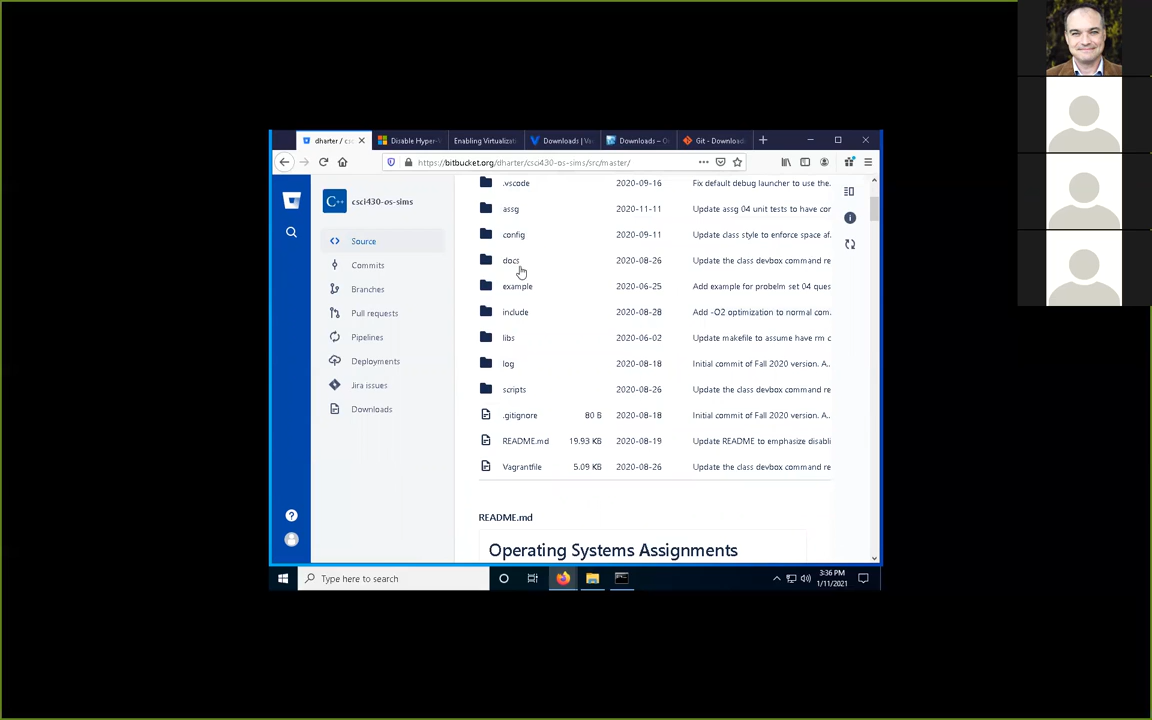 dharter / cs
Disable Hyper-
Enabling Virtualizat
Downloads | Va
Downloads – O
Git - Download
https://bitbucket.org/dharter/csci430-os-sims/src/master/
C++
csci430-os-sims
Source
Commits
Branches
Pull requests
Pipelines
Deployments
Jira issues
Downloads
.vscode 2020-09-16 Fix default debug launcher to use the.
assg 2020-11-11 Update assg 04 unit tests to have cor
config 2020-09-11 Update class style to enforce space af.
docs 2020-08-26 Update the class devbox command re
example 2020-06-25 Add example for probelm set 04 ques
include 2020-08-28 Add -O2 optimization to normal com.
libs 2020-06-02 Update makefile to assume have rm c
log 2020-08-18 Initial commit of Fall 2020 version. A..
scripts 2020-08-26 Update the class devbox command re
.gitignore 80 B 2020-08-18 Initial commit of Fall 2020 version. A..
README.md 19.93 KB 2020-08-19 Update README to emphasize disabli
Vagrantfile 5.09 KB 2020-08-26 Update the class devbox command re
README.md
Operating Systems Assignments
Type here to search
3:36 PM
1/11/2021